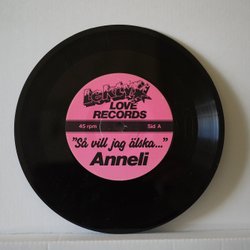 LOVE
RECORDS
45 rpm Sid A
"Så vill jag älska..."
Anneli